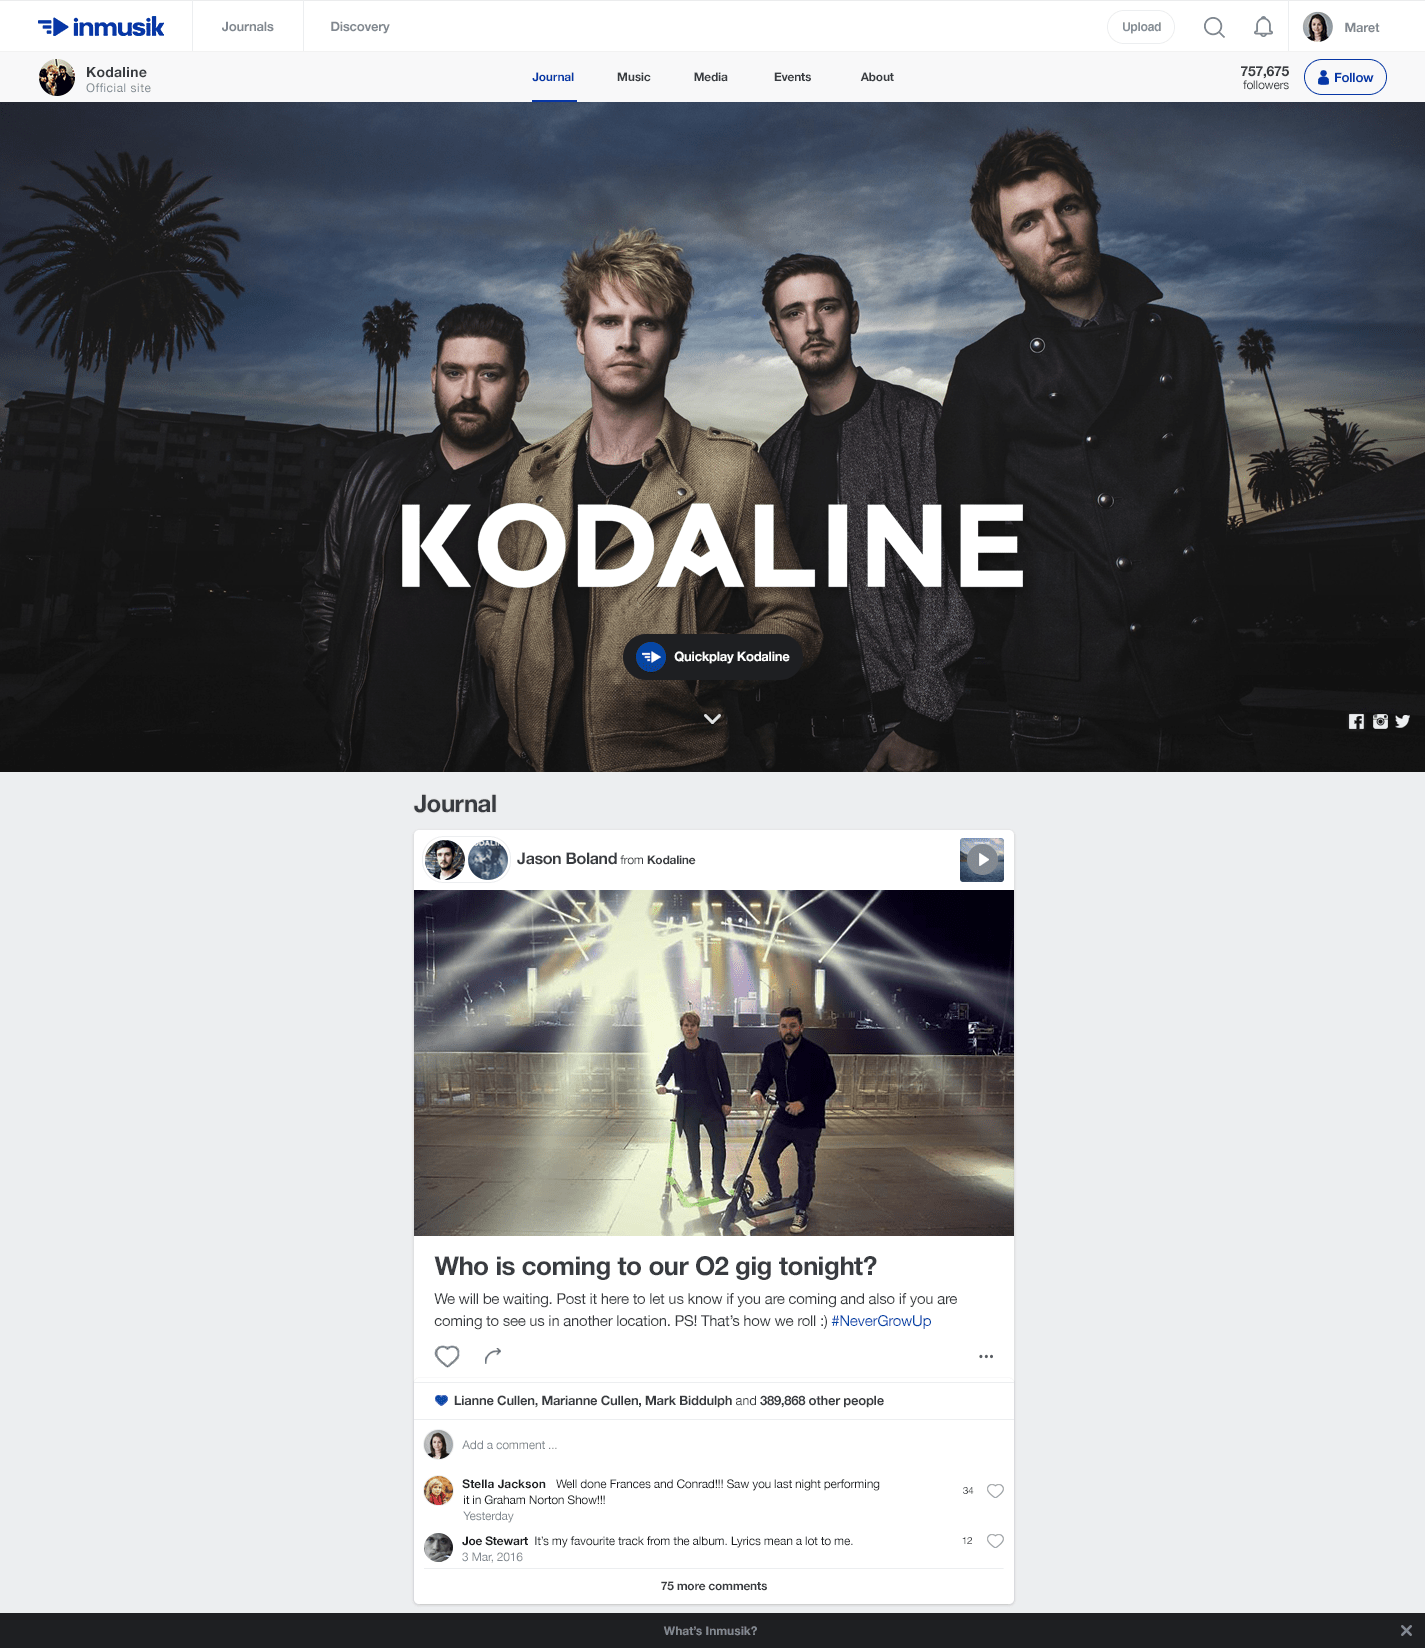 inmusik
Journals
Discovery
Upload
Maret
Kodaline
Official site
Journal
Music
Media
Events
About
757,675
followers
Follow
KODALINE
Quickplay Kodaline
Journal
Jason Boland from Kodaline
Who is coming to our O2 gig tonight?
We will be waiting. Post it here to let us know if you are coming and also if you are
coming to see us in another location. PS! That's how we roll :) #NeverGrowUp
Lianne Cullen, Marianne Cullen, Mark Biddulph and 389,868 other people
Add a comment ...
Stella Jackson Well done Frances and Conrad!!! Saw you last night performing
it in Graham Norton Show!!!
34
Yesterday
Joe Stewart It's my favourite track from the album. Lyrics mean a lot to me.
12
3 Mar, 2016
75 more comments
What's Inmusik?